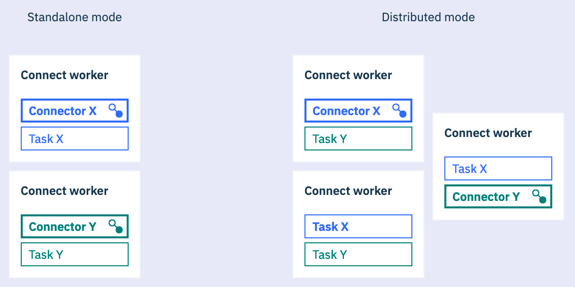 Standalone mode
Connect worker
Connector X
Task X
Connect worker
Connector Y
Task Y
Distributed mode
Connect worker
Connector X
Task Y
Connect worker
Task X
Task Y
Connect worker
Task X
Connector Y